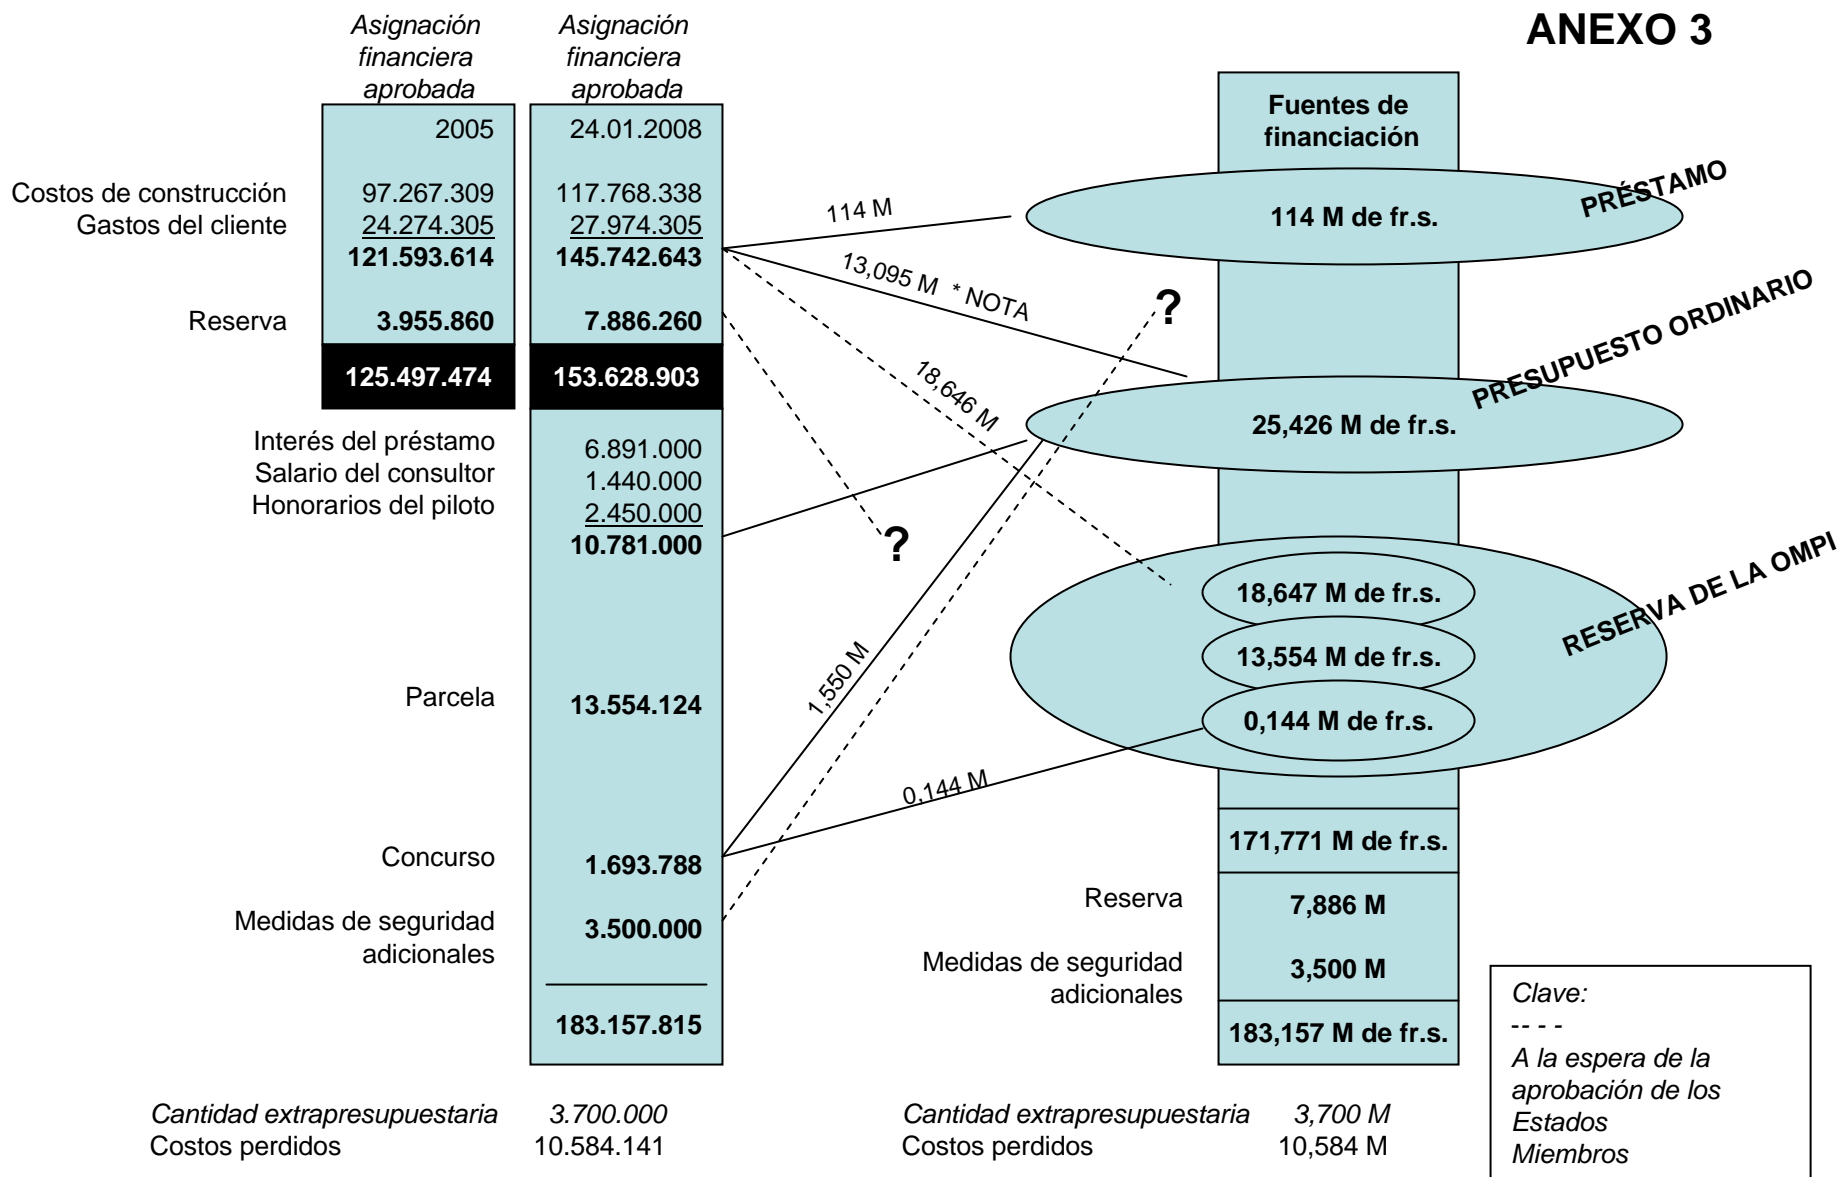 ANEXO 3
Asignación
financiera
aprobada
Asignación
financiera
aprobada
2005
24.01.2008
Costos de construcción 97.267.309 117.768.338
Gastos del cliente 24.274.305 27.974.305
121.593.614 145.742.643
Reserva 3.955.860 7.886.260
125.497.474 153.628.903
Interés del préstamo 6.891.000
Salario del consultor 1.440.000
Honorarios del piloto 2.450.000
10.781.000
Parcela 13.554.124
Concurso 1.693.788
Medidas de seguridad
adicionales
3.500.000
183.157.815
Cantidad extrapresupuestaria 3.700.000
Costos perdidos 10.584.141
114 M
13,095 M * NOTA
18,646 M
?
?
1,550 M
0,144 M
Fuentes de
financiación
114 M de fr.s.
PRÉSTAMO
25,426 M de fr.s.
PRESUPUESTO ORDINARIO
18,647 M de fr.s.
13,554 M de fr.s.
0,144 M de fr.s.
RESERVA DE LA OMPI
171,771 M de fr.s.
Reserva 7,886 M
Medidas de seguridad
adicionales
3,500 M
183,157 M de fr.s.
Cantidad extrapresupuestaria 3,700 M
Costos perdidos 10,584 M
Clave:
-- - -
A la espera de la
aprobación de los
Estados
Miembros